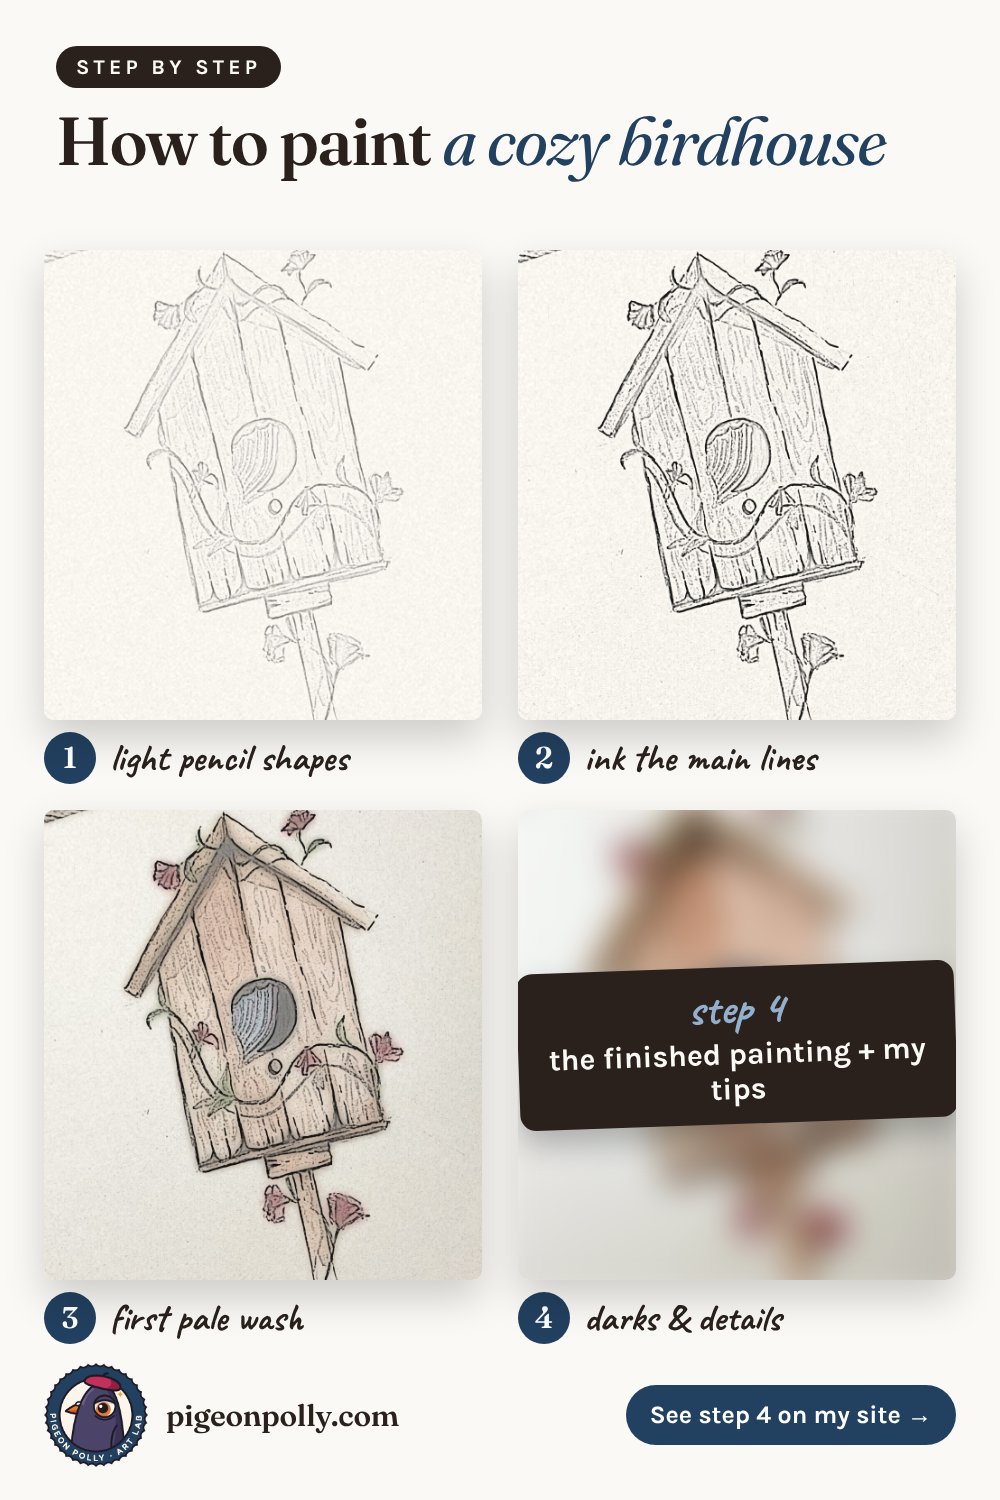 STEP BY STEP
How to paint a cozy birdhouse
1 light pencil shapes
2 ink the main lines
step 4
the finished painting + my
tips
3 first pale wash
4 darks & details
PIGEON POLLY · ART LAB
pigeonpolly.com
See step 4 on my site →